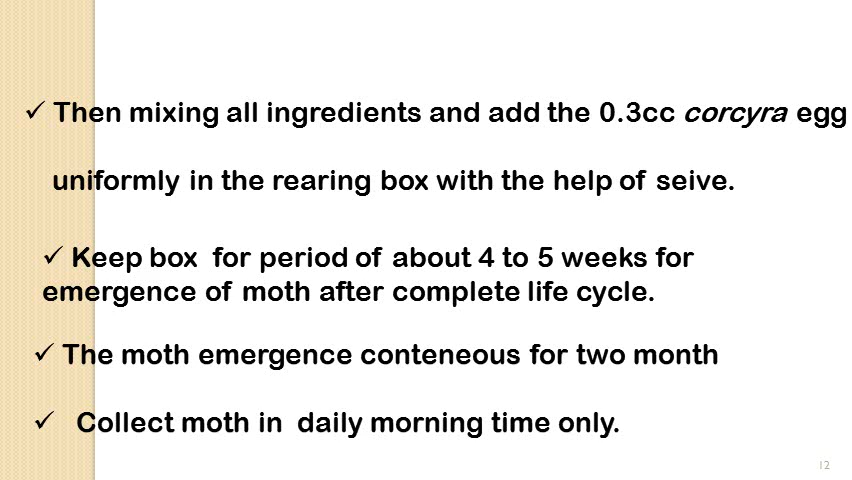 ✓ Then mixing all ingredients and add the 0.3cc corcyra egg
uniformly in the rearing box with the help of seive.
✓ Keep box for period of about 4 to 5 weeks for
emergence of moth after complete life cycle.
✓ The moth emergence conteneous for two month
✓ Collect moth in daily morning time only.
12